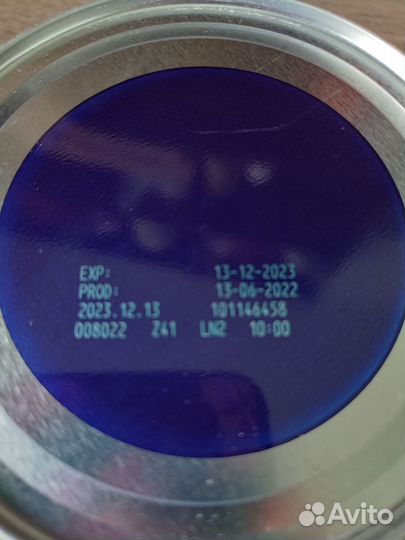 EXP: 13-12-2023
PROD: 13-06-2022
2023.12.13 101146458
008022 Z41 LN2 10:00
Avito